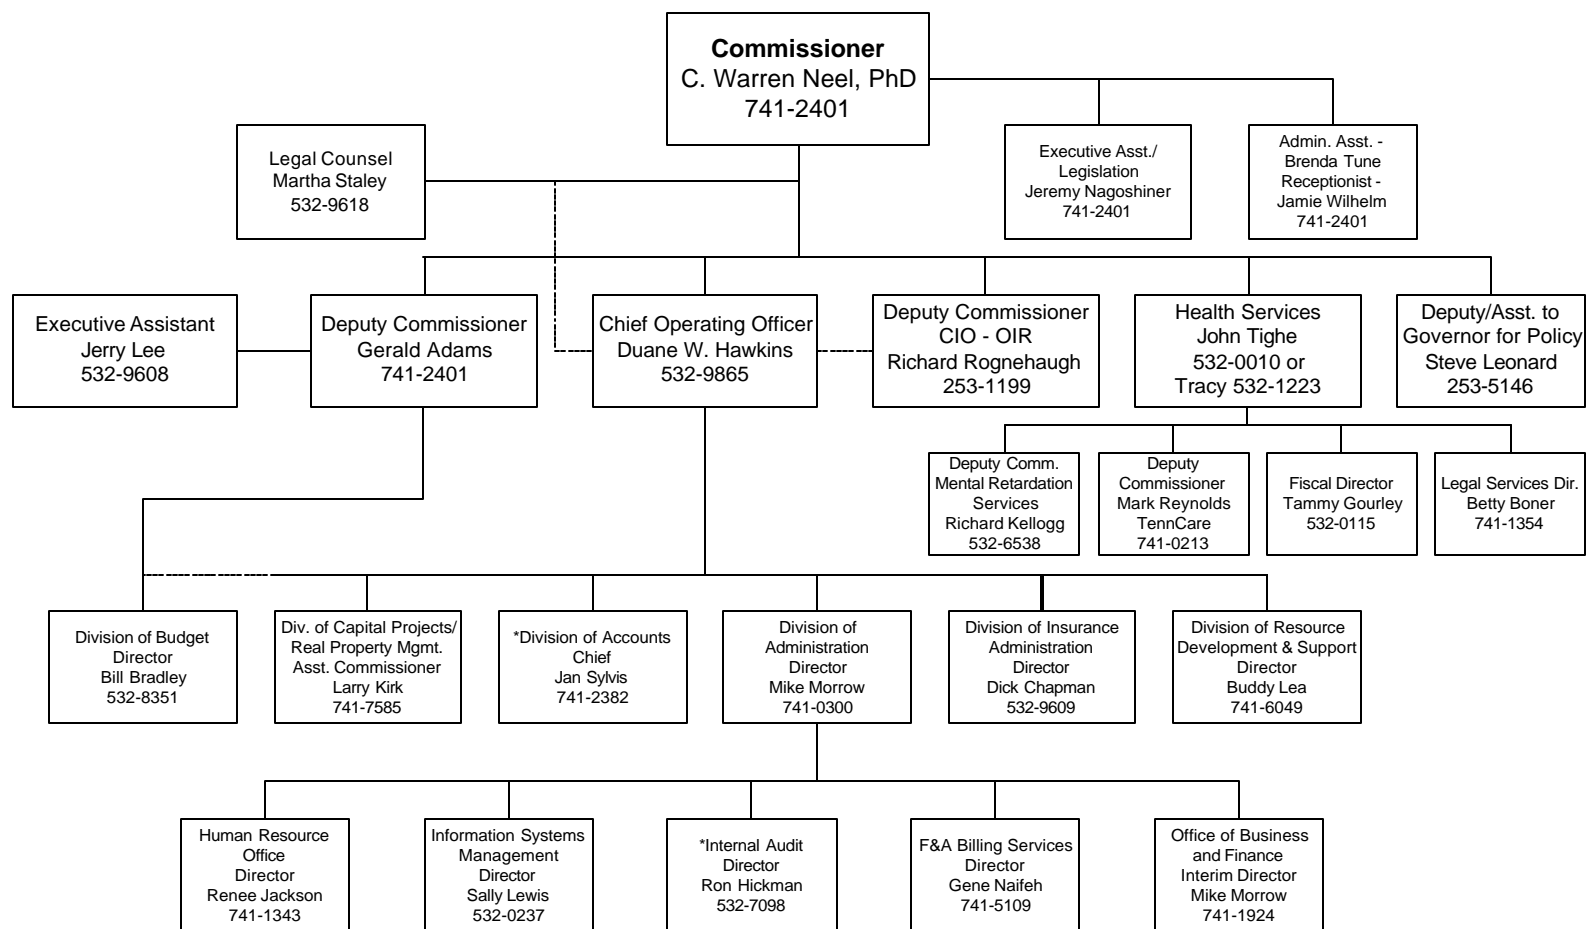 Commissioner
C. Warren Neel, PhD
741-2401
Legal Counsel
Martha Staley
532-9618
Executive Asst./
Legislation
Jeremy Nagoshiner
741-2401
Admin. Asst. -
Brenda Tune
Receptionist -
Jamie Wilhelm
741-2401
Executive Assistant
Jerry Lee
532-9608
Deputy Commissioner
Gerald Adams
741-2401
Chief Operating Officer
Duane W. Hawkins
532-9865
Deputy Commissioner
CIO - OIR
Richard Rognehaugh
253-1199
Health Services
John Tighe
532-0010 or
Tracy 532-1223
Deputy/Asst. to
Governor for Policy
Steve Leonard
253-5146
Deputy Comm.
Mental Retardation
Services
Richard Kellogg
532-6538
Deputy
Commissioner
Mark Reynolds
TennCare
741-0213
Fiscal Director
Tammy Gourley
532-0115
Legal Services Dir.
Betty Boner
741-1354
Division of Budget
Director
Bill Bradley
532-8351
Div. of Capital Projects/
Real Property Mgmt.
Asst. Commissioner
Larry Kirk
741-7585
*Division of Accounts
Chief
Jan Sylvis
741-2382
Division of
Administration
Director
Mike Morrow
741-0300
Division of Insurance
Administration
Director
Dick Chapman
532-9609
Division of Resource
Development & Support
Director
Buddy Lea
741-6049
Human Resource
Office
Director
Renee Jackson
741-1343
Information Systems
Management
Director
Sally Lewis
532-0237
*Internal Audit
Director
Ron Hickman
532-7098
F&A Billing Services
Director
Gene Naifeh
741-5109
Office of Business
and Finance
Interim Director
Mike Morrow
741-1924